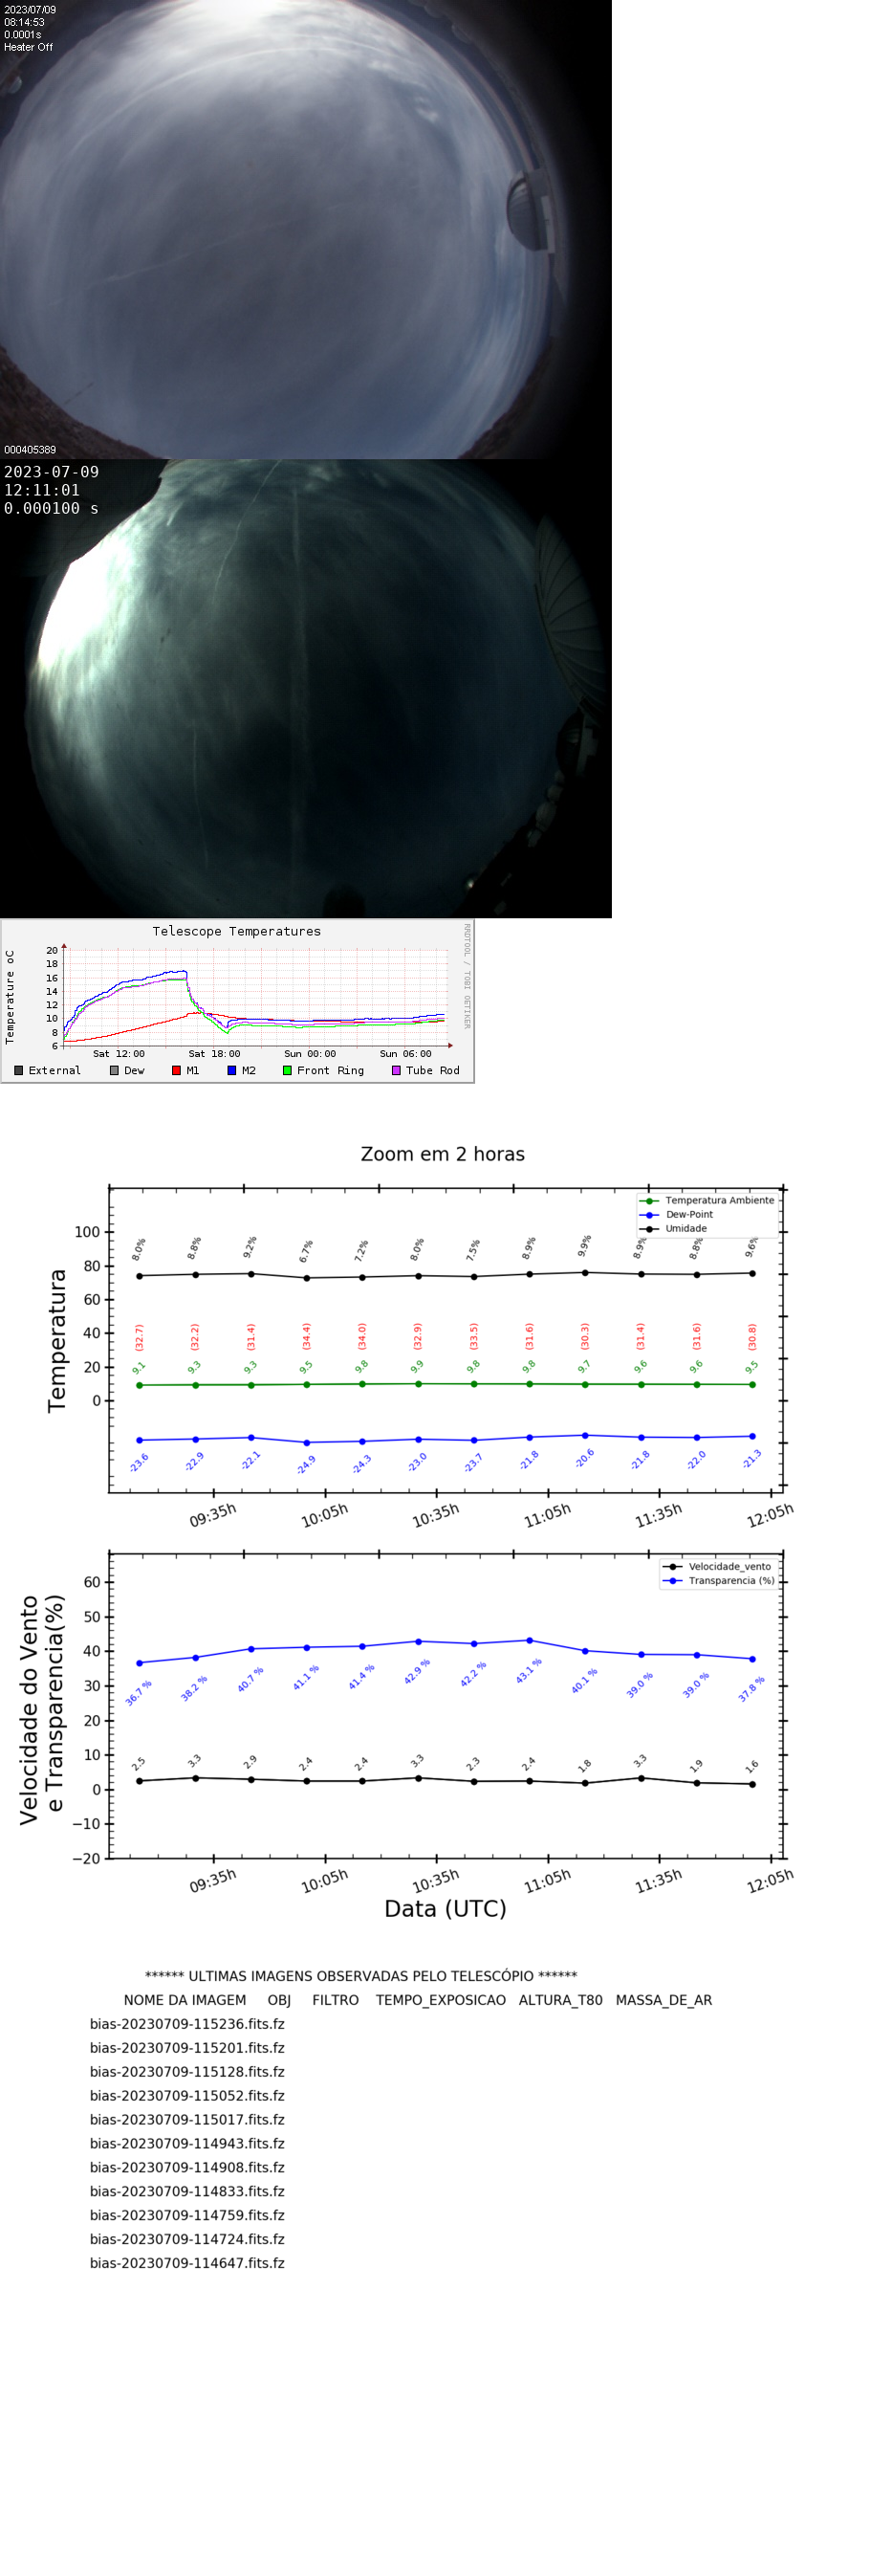 2023/07/09
08:14:53
0.0001s
Heater Off
000405389
2023-07-09
12:11:01
0.000100 s
Telescope Temperatures
RRDTOOL / TOBI OETIKER
Temperature oC
20
18
16
14
12
10
8
6
Sat 12:00 Sat 18:00 Sun 00:00 Sun 06:00
External Dew M1 M2 Front Ring Tube Rod
Zoom em 2 horas
Temperatura
Temperatura Ambiente
Dew-Point
Umidade
100
80
60
40
20
0
8.0% 8.8% 9.2% 6.7% 7.2% 8.0% 7.5% 8.9% 9.9% 8.9% 8.8% 9.6%
(32.7) (32.2) (31.4) (34.4) (34.0) (32.9) (33.5) (31.6) (30.3) (31.4) (31.6) (30.8)
9.1 9.3 9.3 9.5 9.8 9.9 9.8 9.8 9.7 9.6 9.6 9.5
-23.6 -22.9 -22.1 -24.9 -24.3 -23.0 -23.7 -21.8 -20.6 -21.8 -22.0 -21.3
09:35h 10:05h 10:35h 11:05h 11:35h 12:05h
Velocidade do Vento
e Transparencia(%)
Velocidade_vento
Transparencia (%)
60
50
40
30
20
10
0
−10
−20
36.7 % 38.2 % 40.7 % 41.1 % 41.4 % 42.9 % 42.2 % 43.1 % 40.1 % 39.0 % 39.0 % 37.8 %
2.5 3.3 2.9 2.4 2.4 3.3 2.3 2.4 1.8 3.3 1.9 1.6
09:35h 10:05h 10:35h 11:05h 11:35h 12:05h
Data (UTC)
****** ULTIMAS IMAGENS OBSERVADAS PELO TELESCÓPIO ******
NOME DA IMAGEM OBJ FILTRO TEMPO_EXPOSICAO ALTURA_T80 MASSA_DE_AR
bias-20230709-115236.fits.fz
bias-20230709-115201.fits.fz
bias-20230709-115128.fits.fz
bias-20230709-115052.fits.fz
bias-20230709-115017.fits.fz
bias-20230709-114943.fits.fz
bias-20230709-114908.fits.fz
bias-20230709-114833.fits.fz
bias-20230709-114759.fits.fz
bias-20230709-114724.fits.fz
bias-20230709-114647.fits.fz